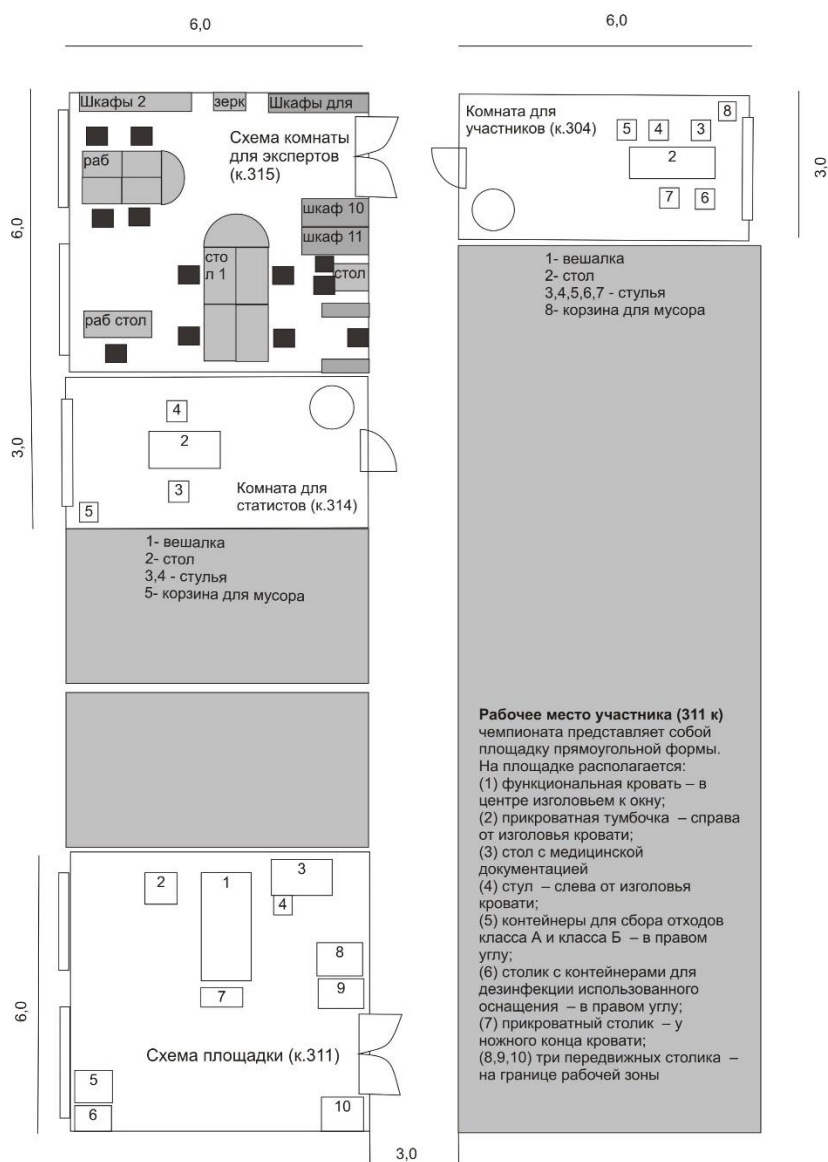 6,0
6,0
Шкафы 2
зерк
Шкафы для
Схема комнаты
для экспертов
(к.315)
раб
шкаф 10
шкаф 11
сто
л 1
стол
раб стол
6,0
Комната для
участников (к.304)
8
5
4
3
2
7
6
3,0
1- вешалка
2- стол
3,4,5,6,7 - стулья
8- корзина для мусора
3,0
4
2
3
5
Комната для
статистов (к.314)
1- вешалка
2- стол
3,4 - стулья
5- корзина для мусора
Рабочее место участника (311 к)
чемпионата представляет собой
площадку прямоугольной формы.
На площадке располагается:
(1) функциональная кровать – в
центре изголовьем к окну;
(2) прикроватная тумбочка – справа
от изголовья кровати;
(3) стол с медицинской
документацией
(4) стул – слева от изголовья
кровати;
(5) контейнеры для сбора отходов
класса А и класса Б – в правом
углу;
(6) столик с контейнерами для
дезинфекции использованного
оснащения – в правом углу;
(7) прикроватный столик – у
ножного конца кровати;
(8,9,10) три передвижных столика –
на границе рабочей зоны
6,0
2
1
3
4
8
7
9
Схема площадки (к.311)
5
6
10
3,0